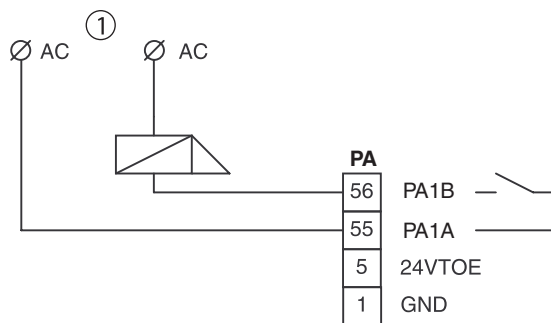 ①
AC AC
PA
56 PA1B
55 PA1A
5 24VTOE
1 GND